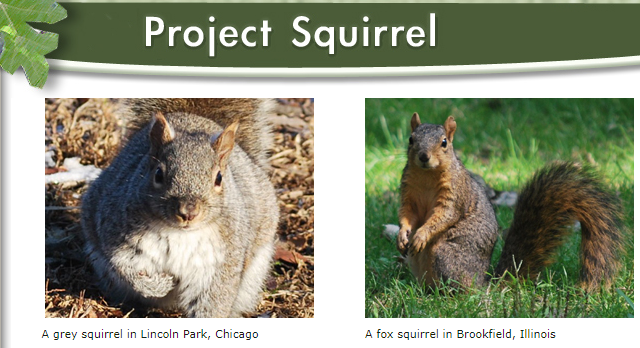 Project Squirrel
A grey squirrel in Lincoln Park, Chicago
A fox squirrel in Brookfield, Illinois